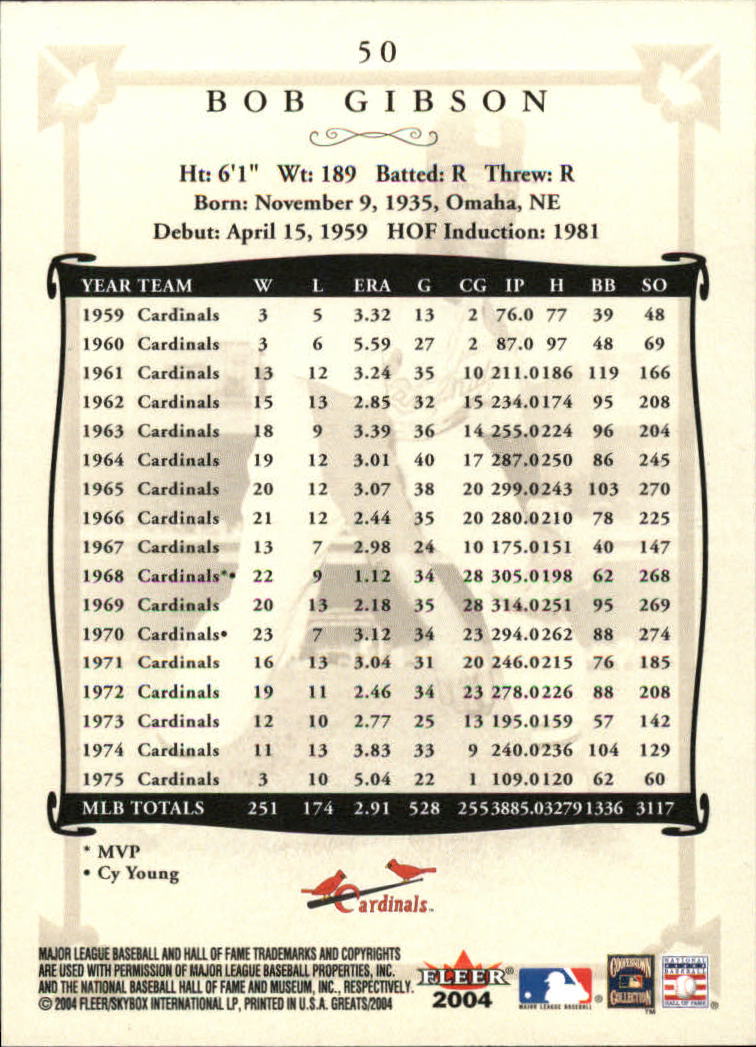 50
BOB GIBSON
Ht: 6'1" Wt: 189 Batted: R Threw: R
Born: November 9, 1935, Omaha, NE
Debut: April 15, 1959 HOF Induction: 1981
YEAR TEAM W L ERA G CG IP H BB SO
1959 Cardinals 3 5 3.32 13 2 76.0 77 39 48
1960 Cardinals 3 6 5.59 27 2 87.0 97 48 69
1961 Cardinals 13 12 3.24 35 10 211.0 186 119 166
1962 Cardinals 15 13 2.85 32 15 234.0 174 95 208
1963 Cardinals 18 9 3.39 36 14 255.0 224 96 204
1964 Cardinals 19 12 3.01 40 17 287.0 250 86 245
1965 Cardinals 20 12 3.07 38 20 299.0 243 103 270
1966 Cardinals 21 12 2.44 35 20 280.0 210 78 225
1967 Cardinals 13 7 2.98 24 10 175.0 151 40 147
1968 Cardinals*• 22 9 1.12 34 28 305.0 198 62 268
1969 Cardinals 20 13 2.18 35 28 314.0 251 95 269
1970 Cardinals• 23 7 3.12 34 23 294.0 262 88 274
1971 Cardinals 16 13 3.04 31 20 246.0 215 76 185
1972 Cardinals 19 11 2.46 34 23 278.0 226 88 208
1973 Cardinals 12 10 2.77 25 13 195.0 159 57 142
1974 Cardinals 11 13 3.83 33 9 240.0 236 104 129
1975 Cardinals 3 10 5.04 22 1 109.0 120 62 60
MLB TOTALS 251 174 2.91 528 255 3885.0 3279 1336 3117
* MVP
• Cy Young
Cardinals™
MAJOR LEAGUE BASEBALL AND HALL OF FAME TRADEMARKS AND COPYRIGHTS
ARE USED WITH PERMISSION OF MAJOR LEAGUE BASEBALL PROPERTIES, INC.
AND THE NATIONAL BASEBALL HALL OF FAME AND MUSEUM, INC., RESPECTIVELY.
© 2004 FLEER/SKYBOX INTERNATIONAL LP, PRINTED IN U.S.A. GREATS/2004
FLEER®
2004
MAJOR LEAGUE BASEBALL ®
COOPERSTOWN
COLLECTION
™
NATIONAL
BASEBALL
HALL OF FAME
®